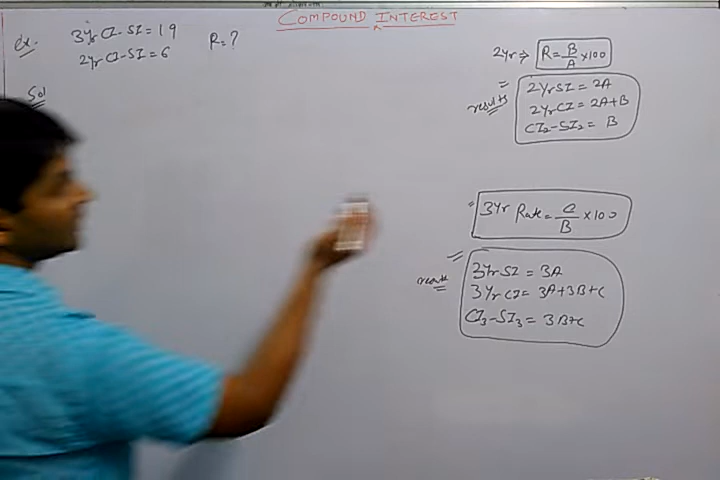 COMPOUND INTEREST
Ex. 3yr CI-SI = 19 R = ?
2yr CI-SI = 6
Sol
2yr ⇒ R = B/A × 100
results
2yr SI = 2A
2yr CI = 2A+B
CI₂-SI₂ = B
3yr Rate = C/B × 100
3yr SI = 3A
3yr CI = 3A+3B+C
CI₃-SI₃ = 3B+C